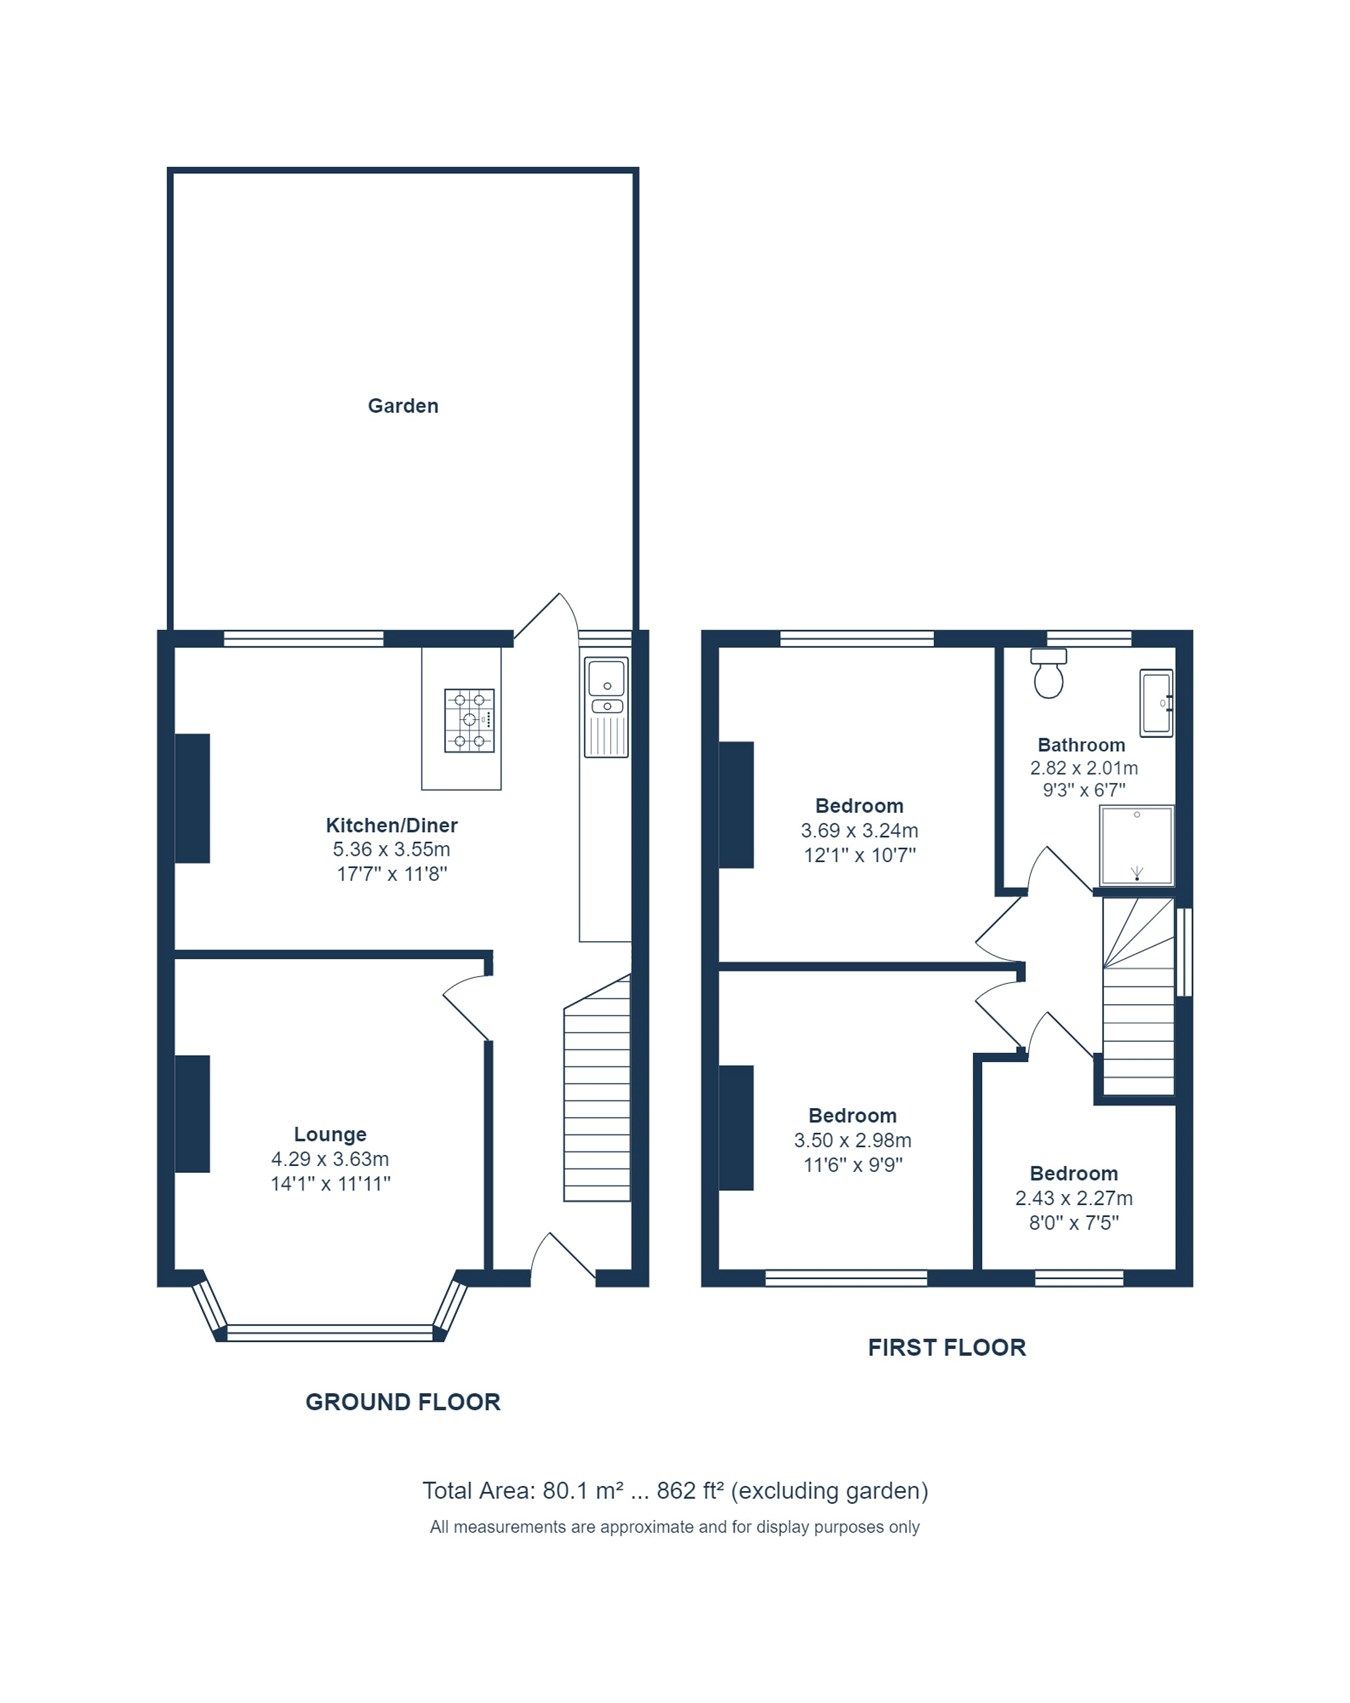 Garden
Kitchen/Diner
5.36 x 3.55m
17'7" x 11'8"
Lounge
4.29 x 3.63m
14'1" x 11'11"
GROUND FLOOR
Bathroom
2.82 x 2.01m
9'3" x 6'7"
Bedroom
3.69 x 3.24m
12'1" x 10'7"
Bedroom
3.50 x 2.98m
11'6" x 9'9"
Bedroom
2.43 x 2.27m
8'0" x 7'5"
FIRST FLOOR
Total Area: 80.1 m² ... 862 ft² (excluding garden)
All measurements are approximate and for display purposes only